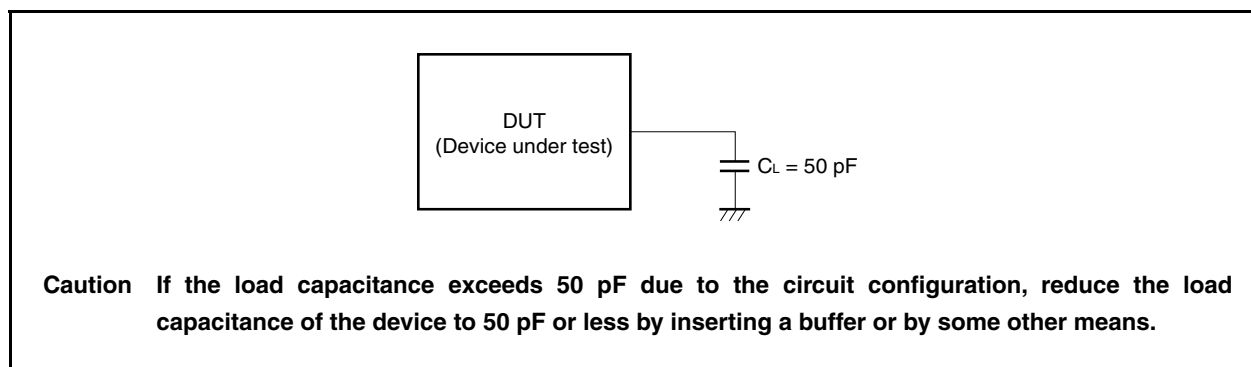 DUT
(Device under test)
CL = 50 pF
Caution If the load capacitance exceeds 50 pF due to the circuit configuration, reduce the load
capacitance of the device to 50 pF or less by inserting a buffer or by some other means.